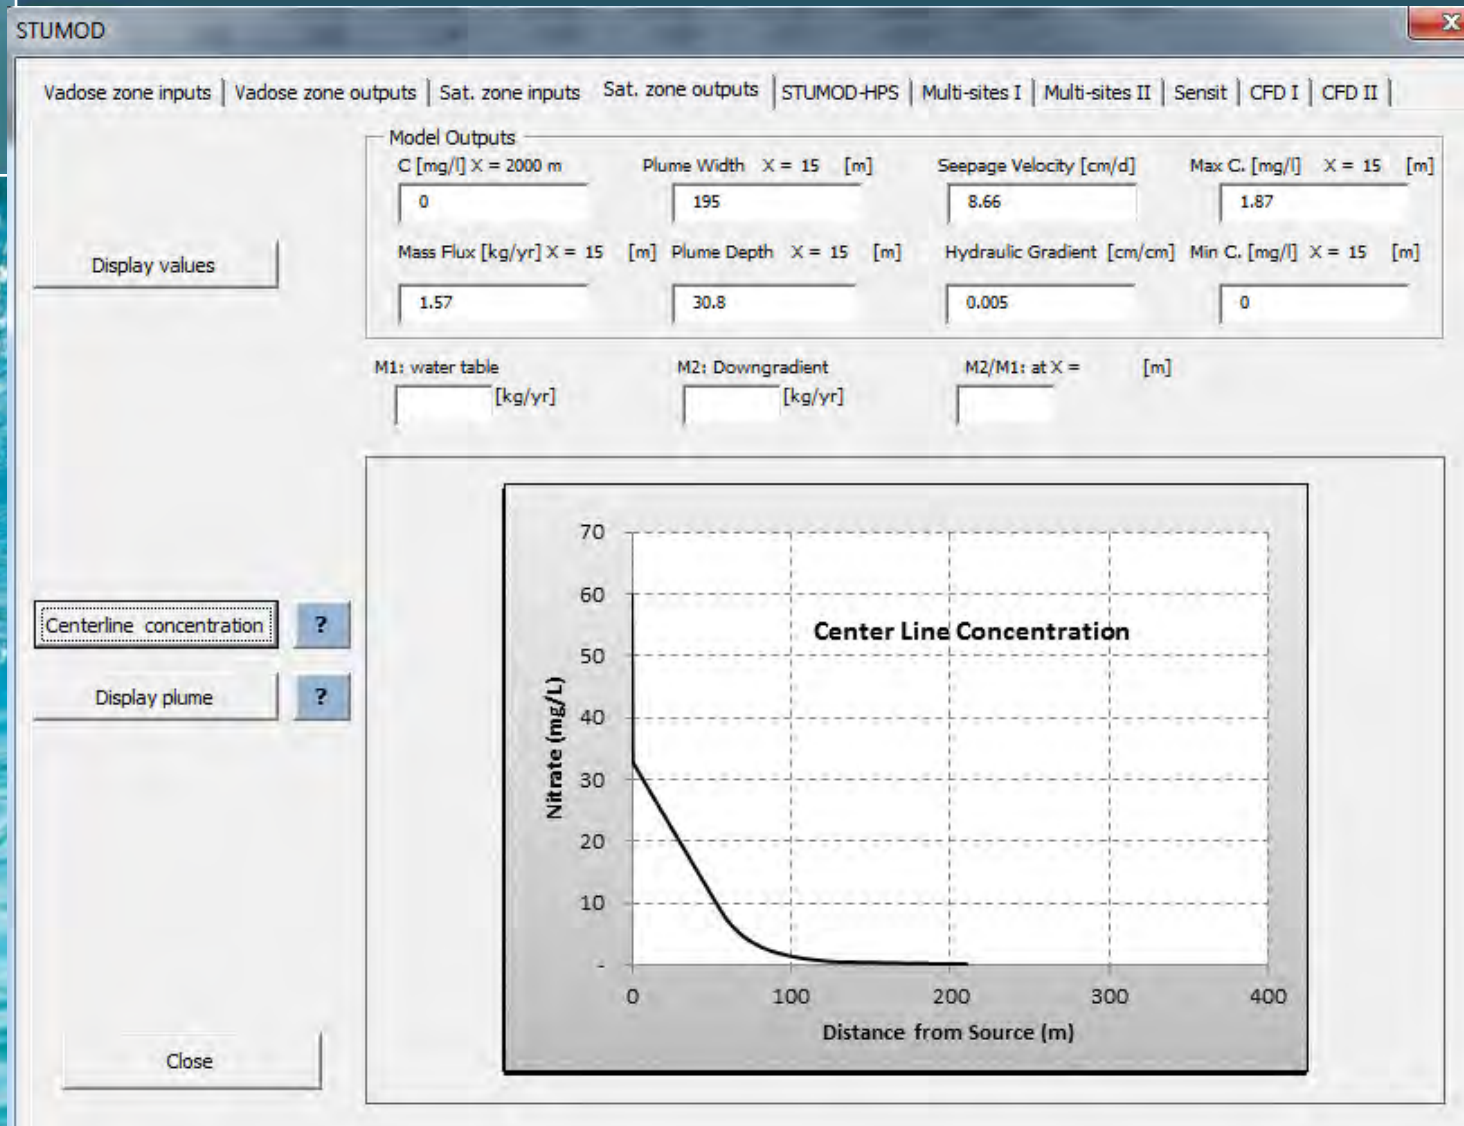 STUMOD
X
Vadose zone inputs | Vadose zone outputs | Sat. zone inputs Sat. zone outputs | STUMOD-HPS | Multi-sites I | Multi-sites II | Sensit | CFD I | CFD II |
Model Outputs
C [mg/l] X = 2000 m Plume Width X = 15 [m] Seepage Velocity [cm/d] Max C. [mg/l] X = 15 [m]
0 195 8.66 1.87
Display values
Mass Flux [kg/yr] X = 15 [m] Plume Depth X = 15 [m] Hydraulic Gradient [cm/cm] Min C. [mg/l] X = 15 [m]
1.57 30.8 0.005 0
M1: water table M2: Downgradient M2/M1: at X = [m]
[kg/yr] [kg/yr]
Centerline concentration ?
Display plume ?
Close
Center Line Concentration
Nitrate (mg/L)
70
60
50
40
30
20
10
-
0 100 200 300 400
Distance from Source (m)